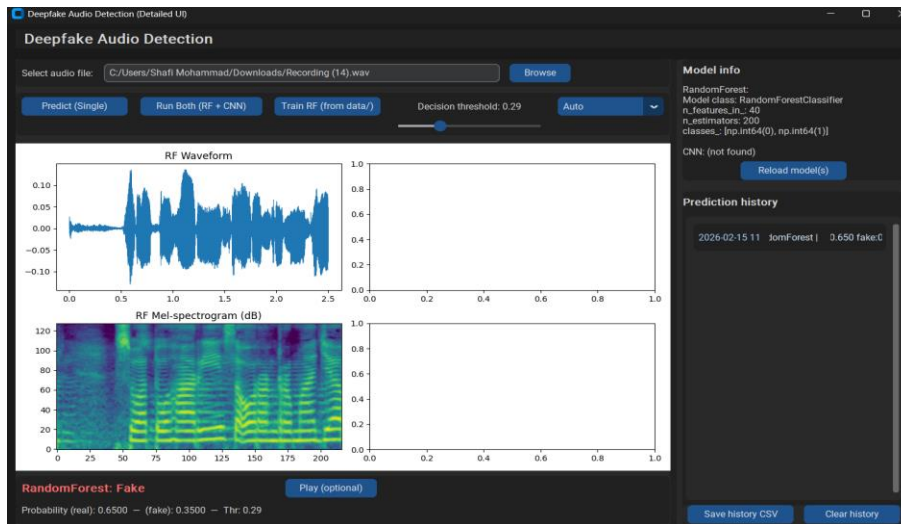 Deepfake Audio Detection (Detailed UI)
Deepfake Audio Detection
Select audio file: C:/Users/Shafi Mohammad/Downloads/Recording (14).wav Browse
Predict (Single) Run Both (RF + CNN) Train RF (from data/) Decision threshold: 0.29 Auto
RF Waveform
0.10
0.05
0.00
−0.05
−0.10
0.0 0.5 1.0 1.5 2.0 2.5
1.0
0.8
0.6
0.4
0.2
0.0
0.0 0.2 0.4 0.6 0.8 1.0
RF Mel-spectrogram (dB)
120
100
80
60
40
20
0
0 25 50 75 100 125 150 175 200
1.0
0.8
0.6
0.4
0.2
0.0
0.0 0.2 0.4 0.6 0.8 1.0
RandomForest: Fake Play (optional)
Probability (real): 0.6500 — (fake): 0.3500 — Thr: 0.29
Model info
RandomForest:
Model class: RandomForestClassifier
n_features_in_: 40
n_estimators: 200
classes_: [np.int64(0), np.int64(1)]
CNN: (not found)
Reload model(s)
Prediction history
2026-02-15 11 domForest | 0.650 fake:0
Save history CSV Clear history